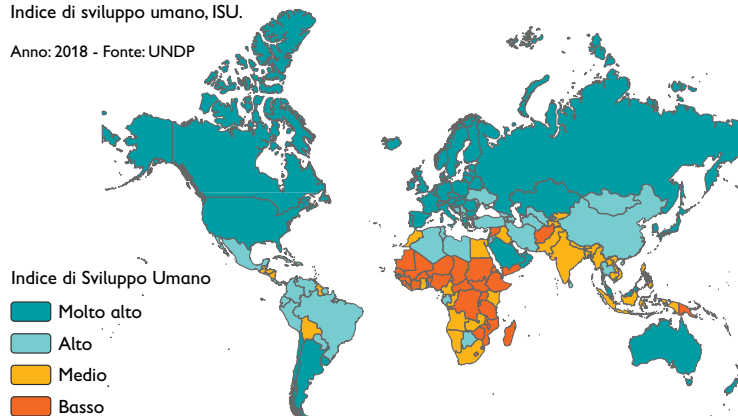 Indice di sviluppo umano, ISU.
Anno: 2018 - Fonte: UNDP
Indice di Sviluppo Umano
Molto alto
Alto
Medio
Basso